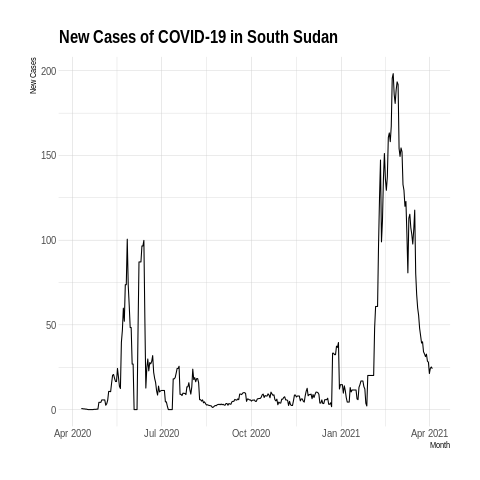 New Cases of COVID-19 in South Sudan
New Cases
200
150
100
50
0
Apr 2020 Jul 2020 Oct 2020 Jan 2021 Apr 2021
Month